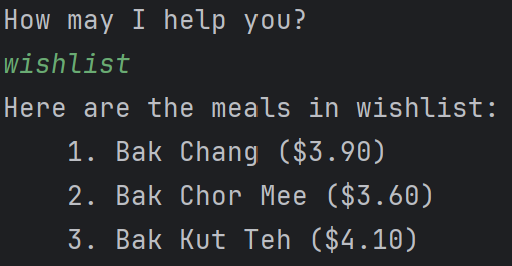 How may I help you?
wishlist
Here are the meals in wishlist:
1. Bak Chang ($3.90)
2. Bak Chor Mee ($3.60)
3. Bak Kut Teh ($4.10)